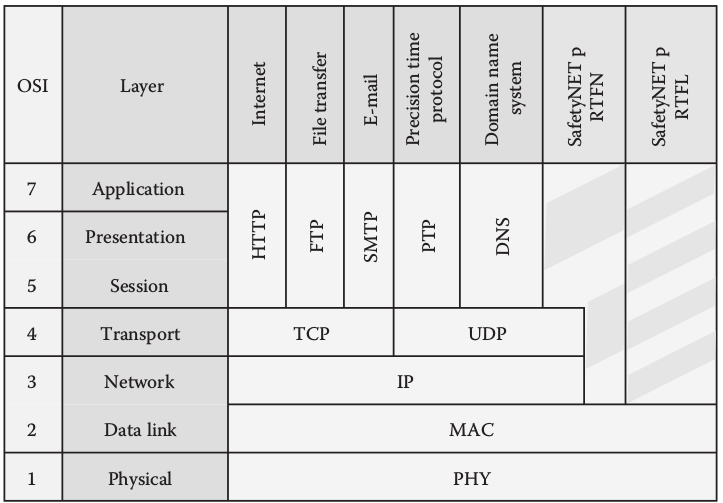 OSI
Layer
Internet
File transfer
E-mail
Precision time
protocol
Domain name
system
SafetyNET p
RTFN
SafetyNET p
RTFL
7
Application
6
Presentation
5
Session
HTTP
FTP
SMTP
PTP
DNS
4
Transport
TCP
UDP
3
Network
IP
2
Data link
MAC
1
Physical
PHY